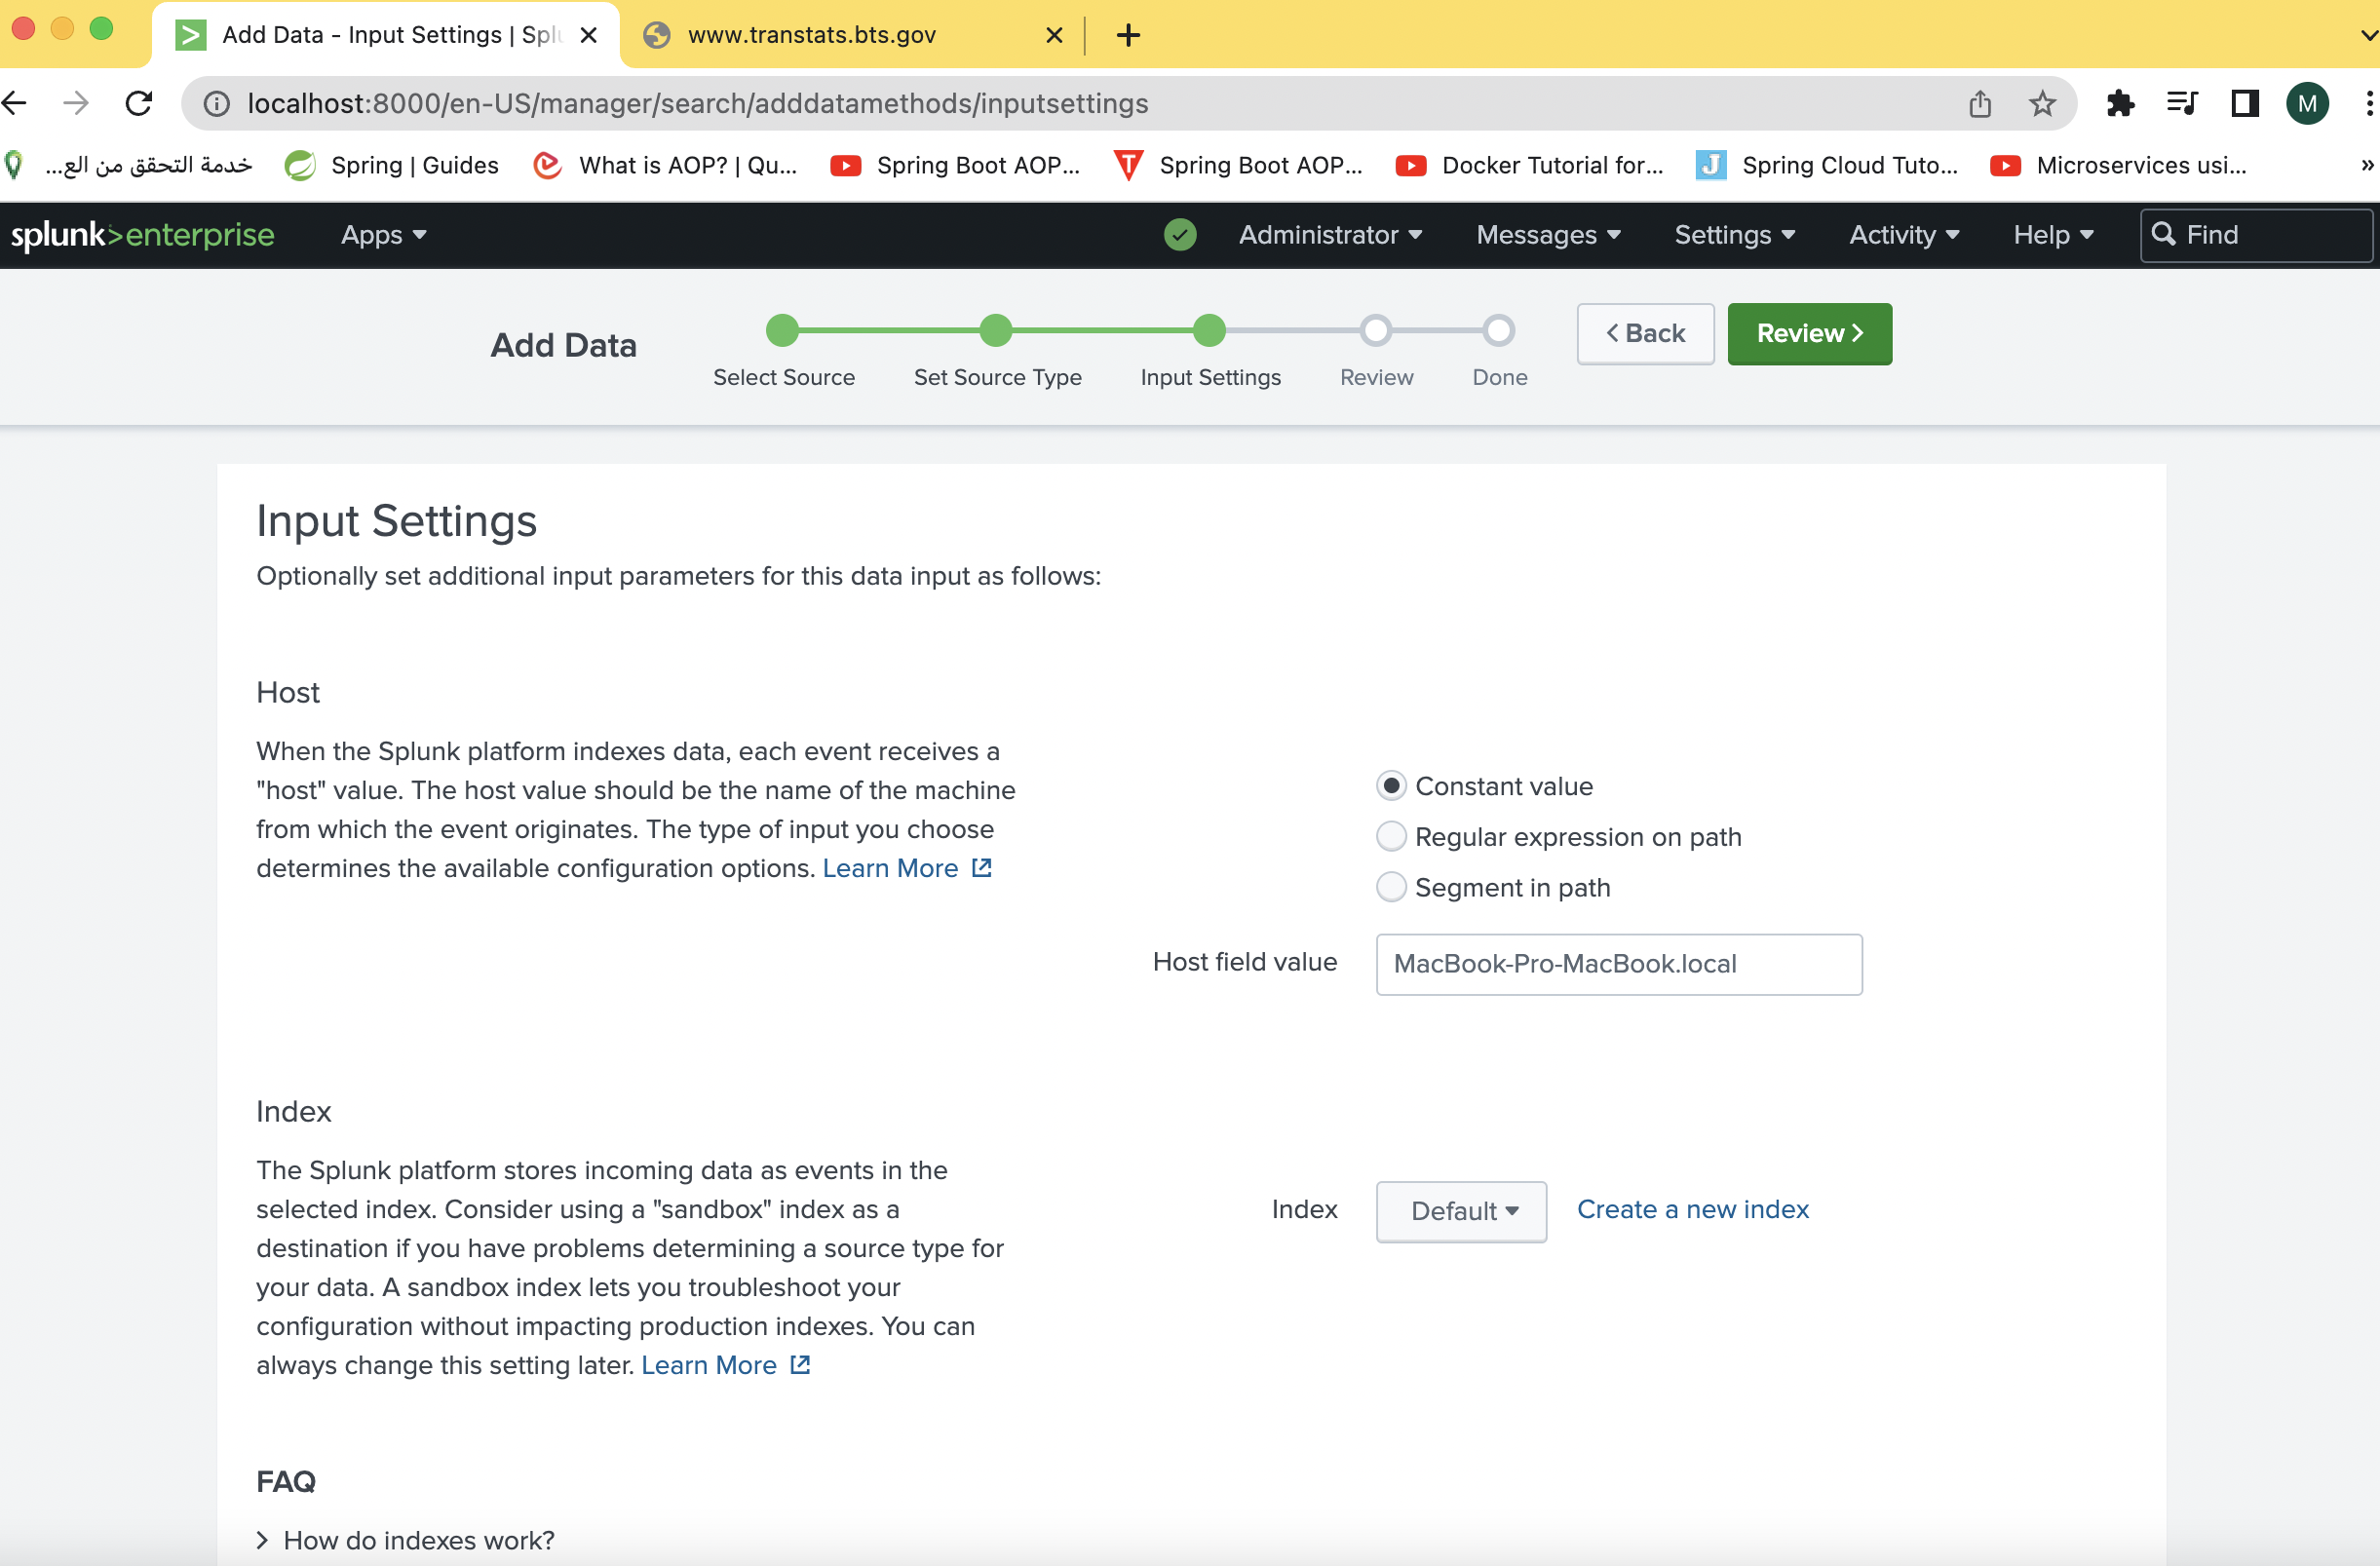 Add Data - Input Settings | Spl
www.transtats.bts.gov
localhost:8000/en-US/manager/search/adddatamethods/inputsettings
M
خدمة التحقق من الع...
Spring | Guides
What is AOP? | Qu...
Spring Boot AOP...
Spring Boot AOP...
Docker Tutorial for...
Spring Cloud Tuto...
Microservices usi...
»
splunk>enterprise
Apps
Administrator
Messages
Settings
Activity
Help
Find
Add Data
Select Source
Set Source Type
Input Settings
Review
Done
< Back
Review >
Input Settings
Optionally set additional input parameters for this data input as follows:
Host
When the Splunk platform indexes data, each event receives a
"host" value. The host value should be the name of the machine
from which the event originates. The type of input you choose
determines the available configuration options. Learn More
Constant value
Regular expression on path
Segment in path
Host field value
MacBook-Pro-MacBook.local
Index
The Splunk platform stores incoming data as events in the
selected index. Consider using a "sandbox" index as a
destination if you have problems determining a source type for
your data. A sandbox index lets you troubleshoot your
configuration without impacting production indexes. You can
always change this setting later. Learn More
Index
Default
Create a new index
FAQ
> How do indexes work?